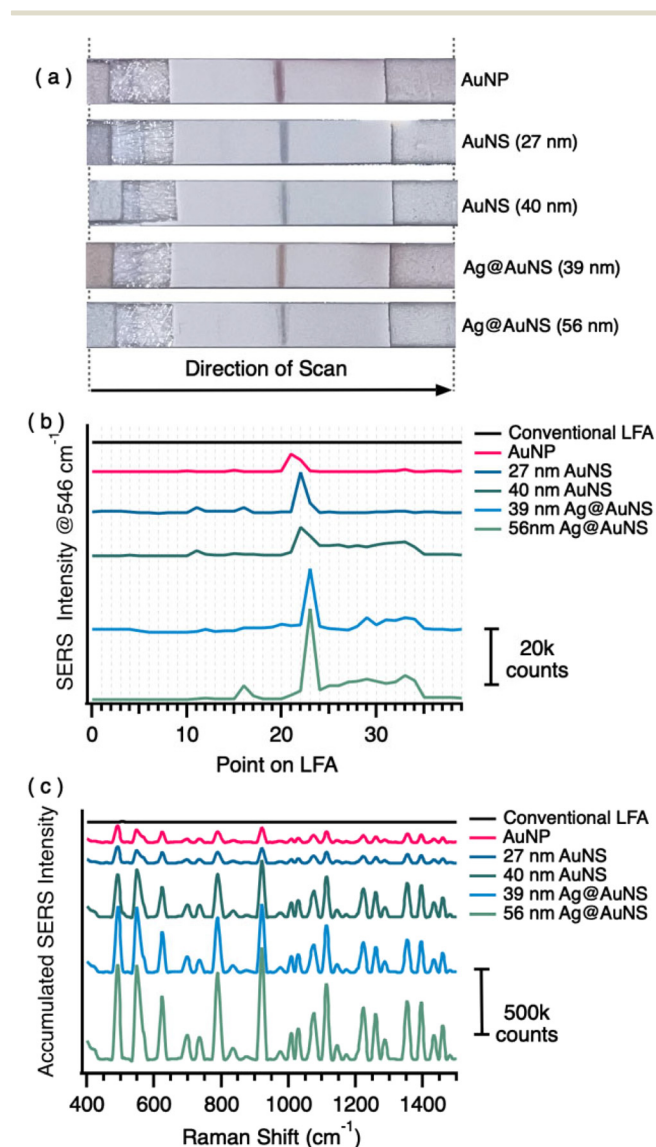 ( a )
AuNP
AuNS (27 nm)
AuNS (40 nm)
Ag@AuNS (39 nm)
Ag@AuNS (56 nm)
Direction of Scan
( b )
SERS Intensity @546 cm⁻¹
Conventional LFA
AuNP
27 nm AuNS
40 nm AuNS
39 nm Ag@AuNS
56nm Ag@AuNS
20k
counts
0 10 20 30
Point on LFA
( c )
Accumulated SERS Intensity
Conventional LFA
AuNP
27 nm AuNS
40 nm AuNS
39 nm Ag@AuNS
56 nm Ag@AuNS
500k
counts
400 600 800 1000 1200 1400
Raman Shift (cm⁻¹)